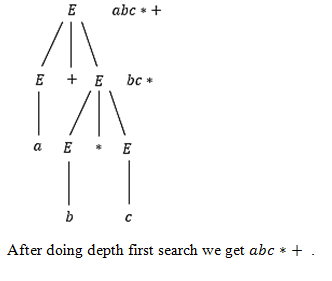 E abc * +
E + E bc *
a E * E
b c
After doing depth first search we get abc * + .